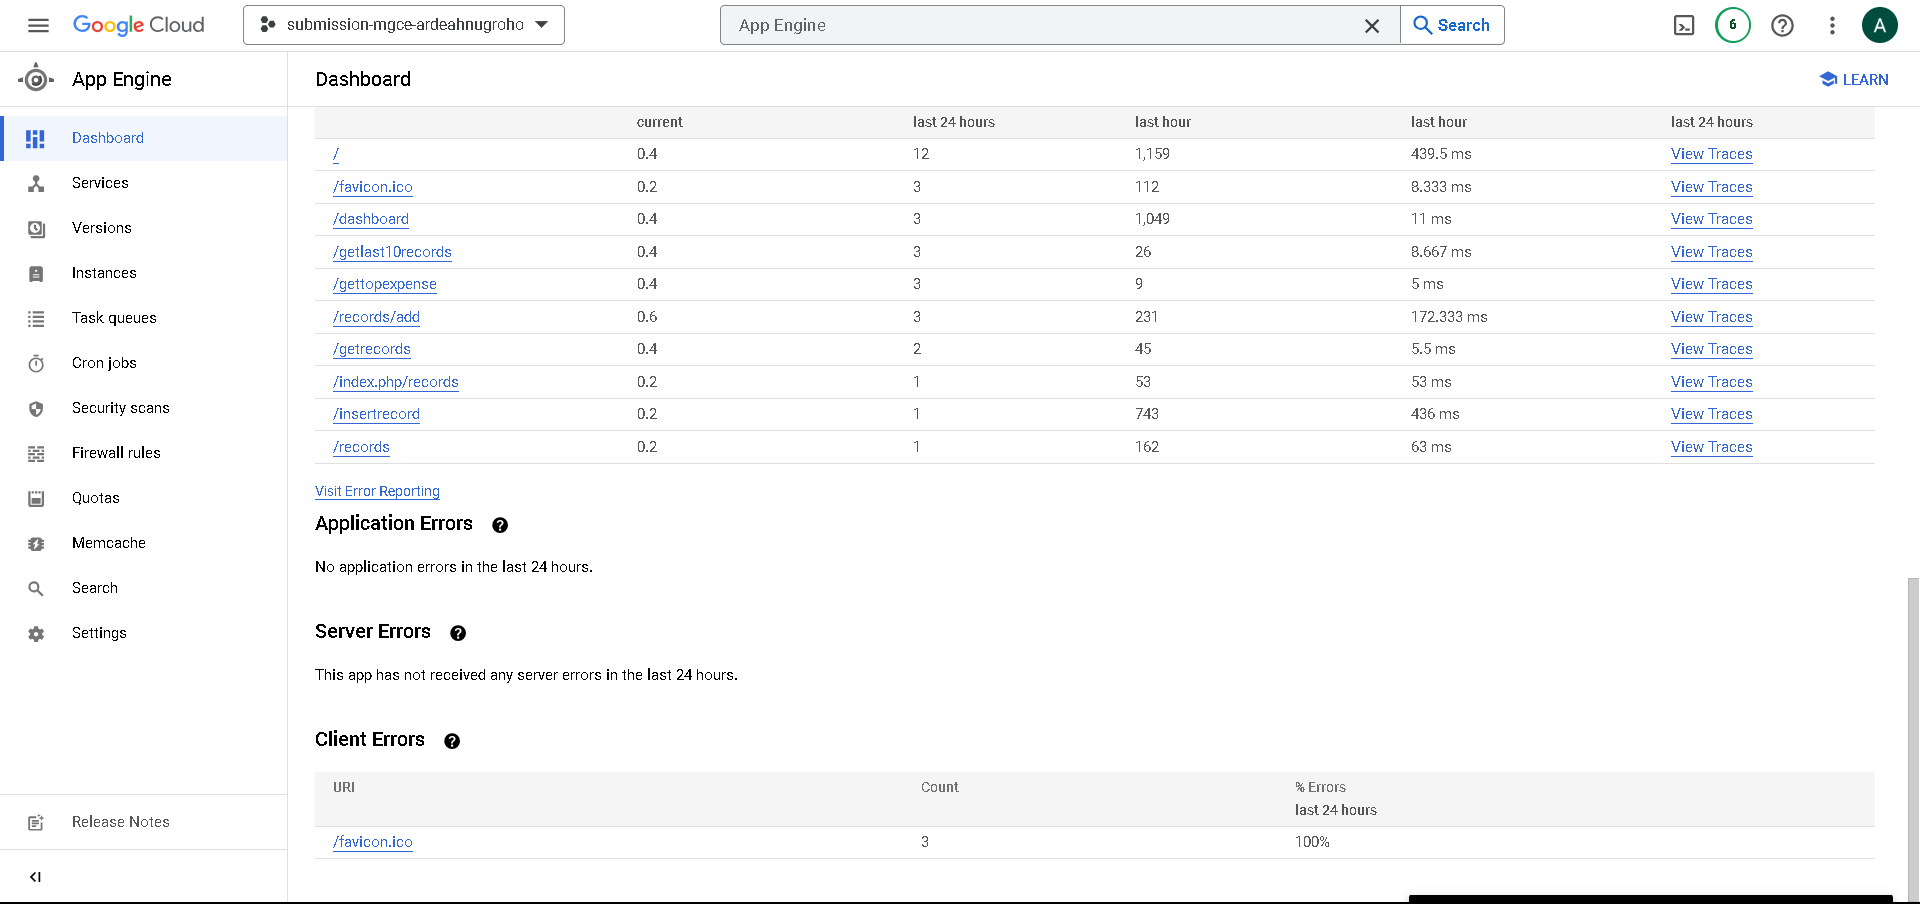 Google Cloud
submission-mgce-ardeahnugroho
App Engine
Search
6
A
App Engine
Dashboard
LEARN
Dashboard
Services
Versions
Instances
Task queues
Cron jobs
Security scans
Firewall rules
Quotas
Memcache
Search
Settings
Release Notes
current last 24 hours last hour last hour last 24 hours
/ 0.4 12 1,159 439.5 ms View Traces
/favicon.ico 0.2 3 112 8.333 ms View Traces
/dashboard 0.4 3 1,049 11 ms View Traces
/getlast10records 0.4 3 26 8.667 ms View Traces
/gettopexpense 0.4 3 9 5 ms View Traces
/records/add 0.6 3 231 172.333 ms View Traces
/getrecords 0.4 2 45 5.5 ms View Traces
/index.php/records 0.2 1 53 53 ms View Traces
/insertrecord 0.2 1 743 436 ms View Traces
/records 0.2 1 162 63 ms View Traces
Visit Error Reporting
Application Errors ?
No application errors in the last 24 hours.
Server Errors ?
This app has not received any server errors in the last 24 hours.
Client Errors ?
URI Count % Errors
last 24 hours
/favicon.ico 3 100%